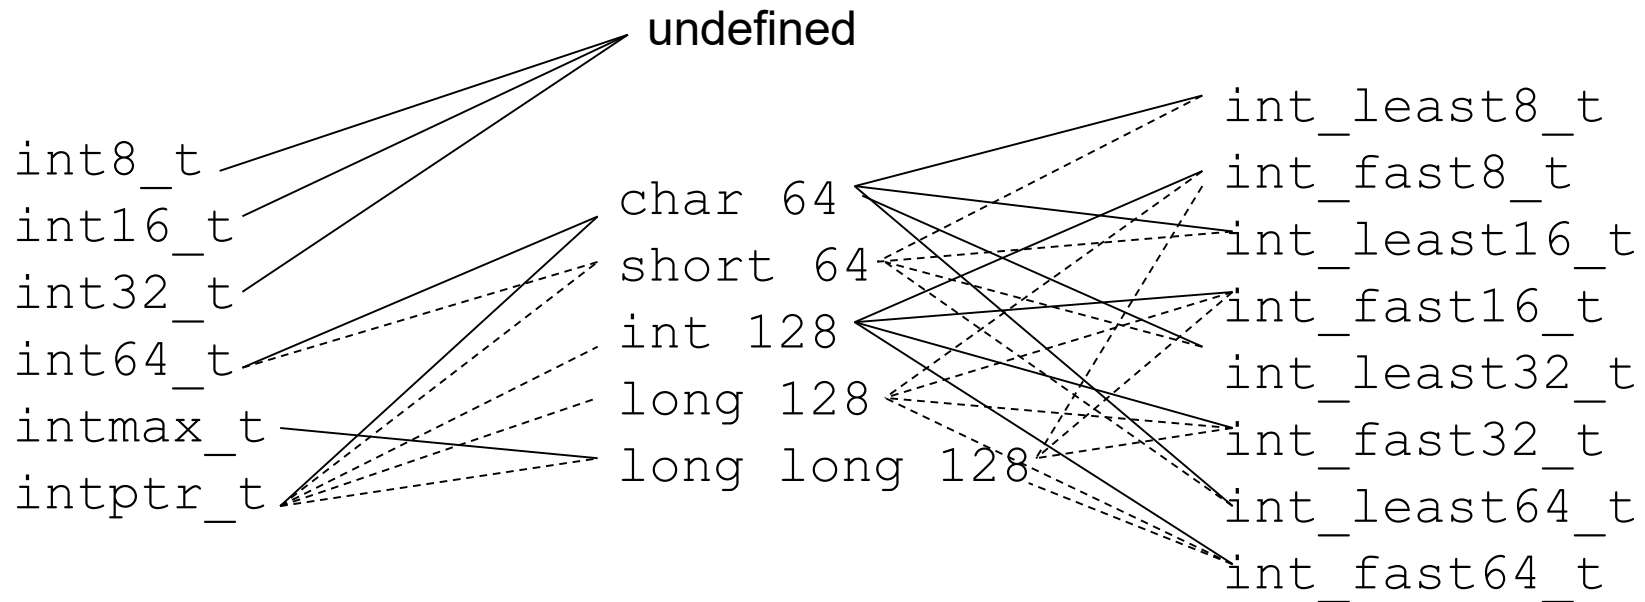 undefined
int8_t
int16_t
int32_t
int64_t
intmax_t
intptr_t
char 64
short 64
int 128
long 128
long long 128
int_least8_t
int_fast8_t
int_least16_t
int_fast16_t
int_least32_t
int_fast32_t
int_least64_t
int_fast64_t